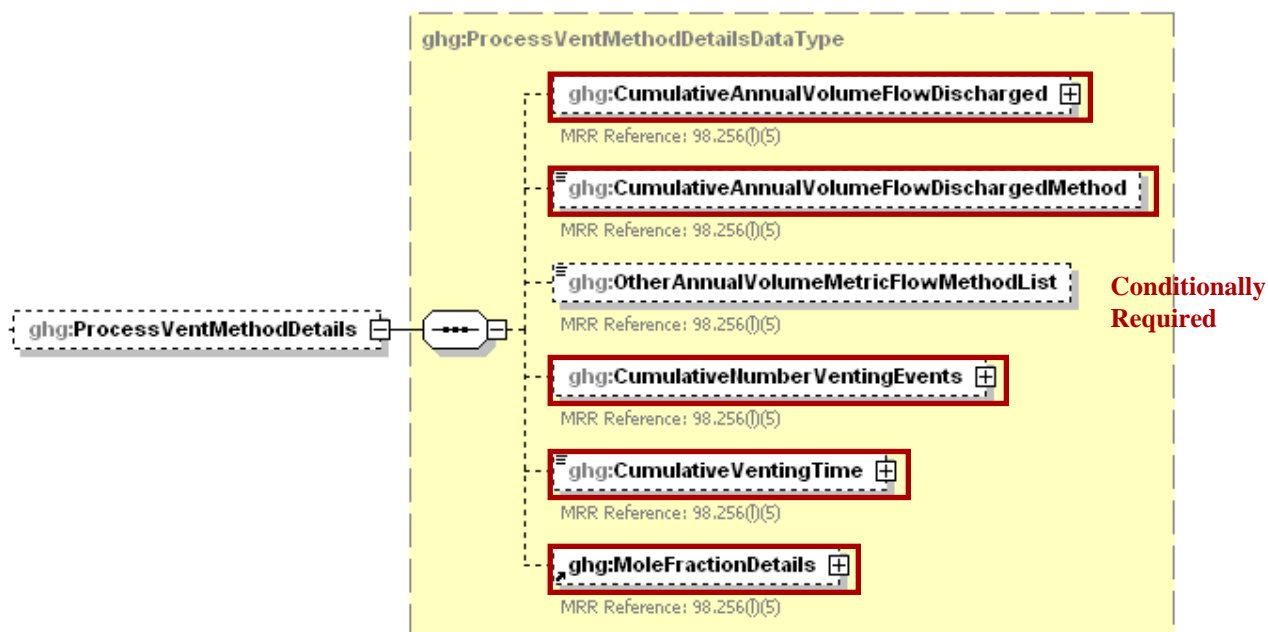 ghg:ProcessVentMethodDetailsDataType
ghg:CumulativeAnnualVolumeFlowDischarged
MRR Reference: 98.256(l)(5)
ghg:CumulativeAnnualVolumeFlowDischargedMethod
MRR Reference: 98.256(l)(5)
ghg:OtherAnnualVolumeMetricFlowMethodList
Conditionally
Required
MRR Reference: 98.256(l)(5)
ghg:ProcessVentMethodDetails
ghg:CumulativeNumberVentingEvents
MRR Reference: 98.256(l)(5)
ghg:CumulativeVentingTime
MRR Reference: 98.256(l)(5)
ghg:MoleFractionDetails
MRR Reference: 98.256(l)(5)